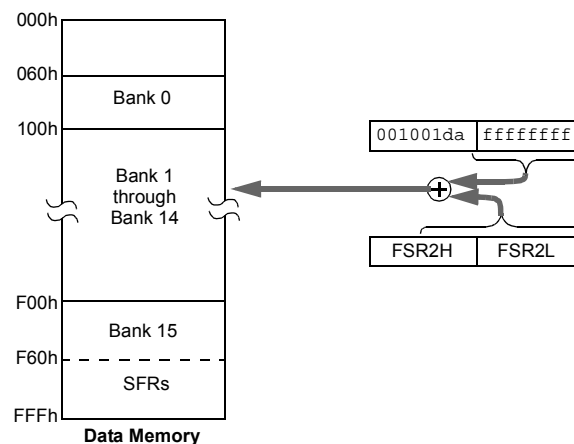 000h
060h
Bank 0
100h
001001da ffffffff
Bank 1
through
Bank 14
FSR2H FSR2L
F00h
Bank 15
F60h
SFRs
FFFh
Data Memory